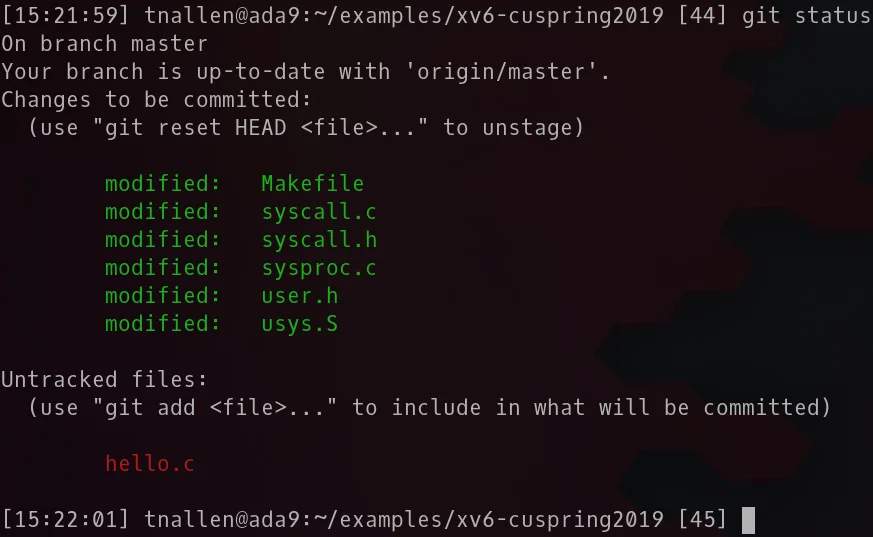 [15:21:59] tnallen@ada9:~/examples/xv6-cuspring2019 [44] git status
On branch master
Your branch is up-to-date with 'origin/master'.
Changes to be committed:
  (use "git reset HEAD <file>..." to unstage)

        modified:   Makefile
        modified:   syscall.c
        modified:   syscall.h
        modified:   sysproc.c
        modified:   user.h
        modified:   usys.S

Untracked files:
  (use "git add <file>..." to include in what will be committed)

        hello.c

[15:22:01] tnallen@ada9:~/examples/xv6-cuspring2019 [45]